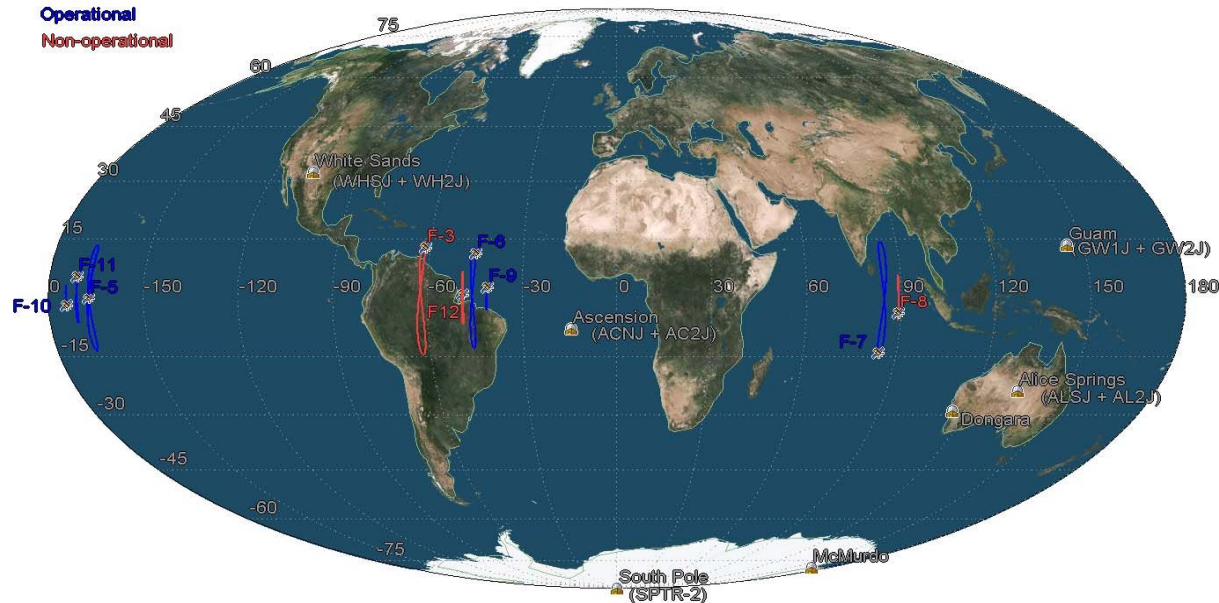 Operational
Non-operational
75
60
45
30
15
0
-150
-90
-60
-30
0
30
60
90
150
180
-15
-30
-45
-60
-75
White Sands
(WHSJ + WH2J)
F-3
F-6
F-11
F-5
F-9
F-10
F12
Ascension
(ACNJ + AC2J)
F-8
F-7
Guam
(GW1J + GW2J)
Alice Springs
(ALSJ + AL2J)
Dongara
McMurdo
South Pole
(SPTR-2)